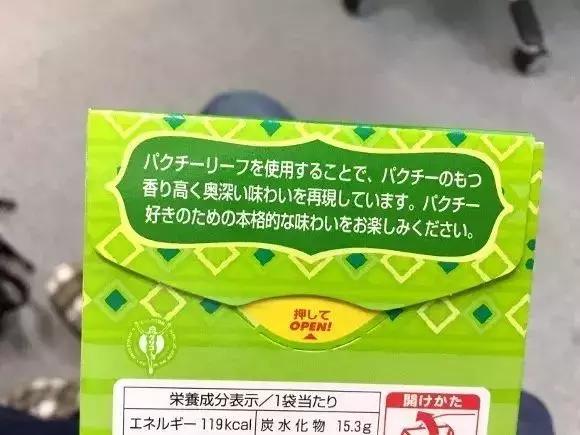 パクチーリーフを使用することで、パクチーのもつ
香り高く奥深い味わいを再現しています。パクチー
好きのための本格的な味わいをお楽しみください。
押して
OPEN!
グリコ
栄養成分表示／1袋当たり
開けかた
エネルギー 119kcal 炭水化物 15.3g